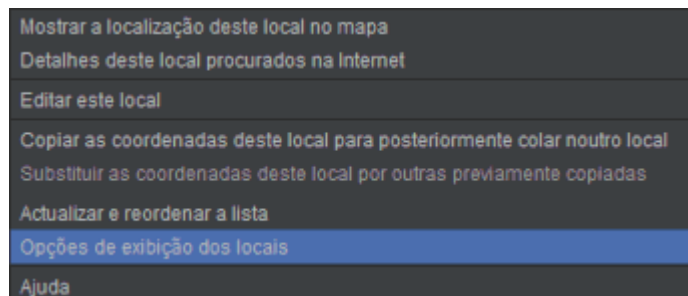 Mostrar a localização deste local no mapa
Detalhes deste local procurados na Internet
Editar este local
Copiar as coordenadas deste local para posteriormente colar noutro local
Substituir as coordenadas deste local por outras previamente copiadas
Actualizar e reordenar a lista
Opções de exibição dos locais
Ajuda